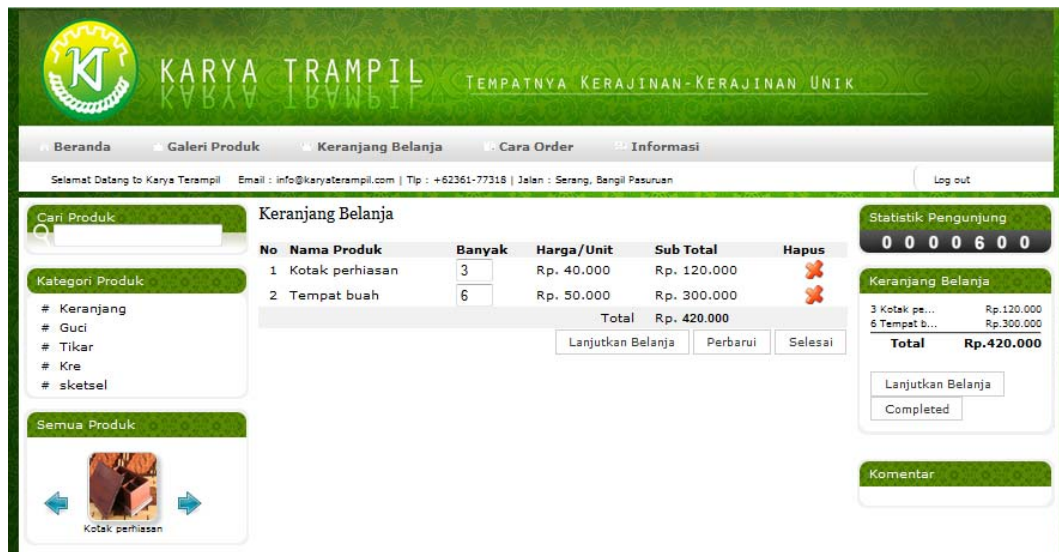 KT
KARYA TRAMPIL
TEMPATNYA KERAJINAN-KERAJINAN UNIK
Beranda Galeri Produk Keranjang Belanja Cara Order Informasi
Selamat Datang to Karya Terampil Email : info@karyaterampil.com | Tlp : +62361-77318 | Jalan : Serang, Bangil Pasuruan Log out
Cari Produk
Kategori Produk
# Keranjang
# Guci
# Tikar
# Kre
# sketsel
Semua Produk
Kotak perhiasan
Keranjang Belanja
No Nama Produk Banyak Harga/Unit Sub Total Hapus
1 Kotak perhiasan 3 Rp. 40.000 Rp. 120.000
2 Tempat buah 6 Rp. 50.000 Rp. 300.000
Total Rp. 420.000
Lanjutkan Belanja Perbarui Selesai
Statistik Pengunjung
0 0 0 0 6 0 0
Keranjang Belanja
3 Kotak pe... Rp.120.000
6 Tempat b... Rp.300.000
Total Rp.420.000
Lanjutkan Belanja
Completed
Komentar